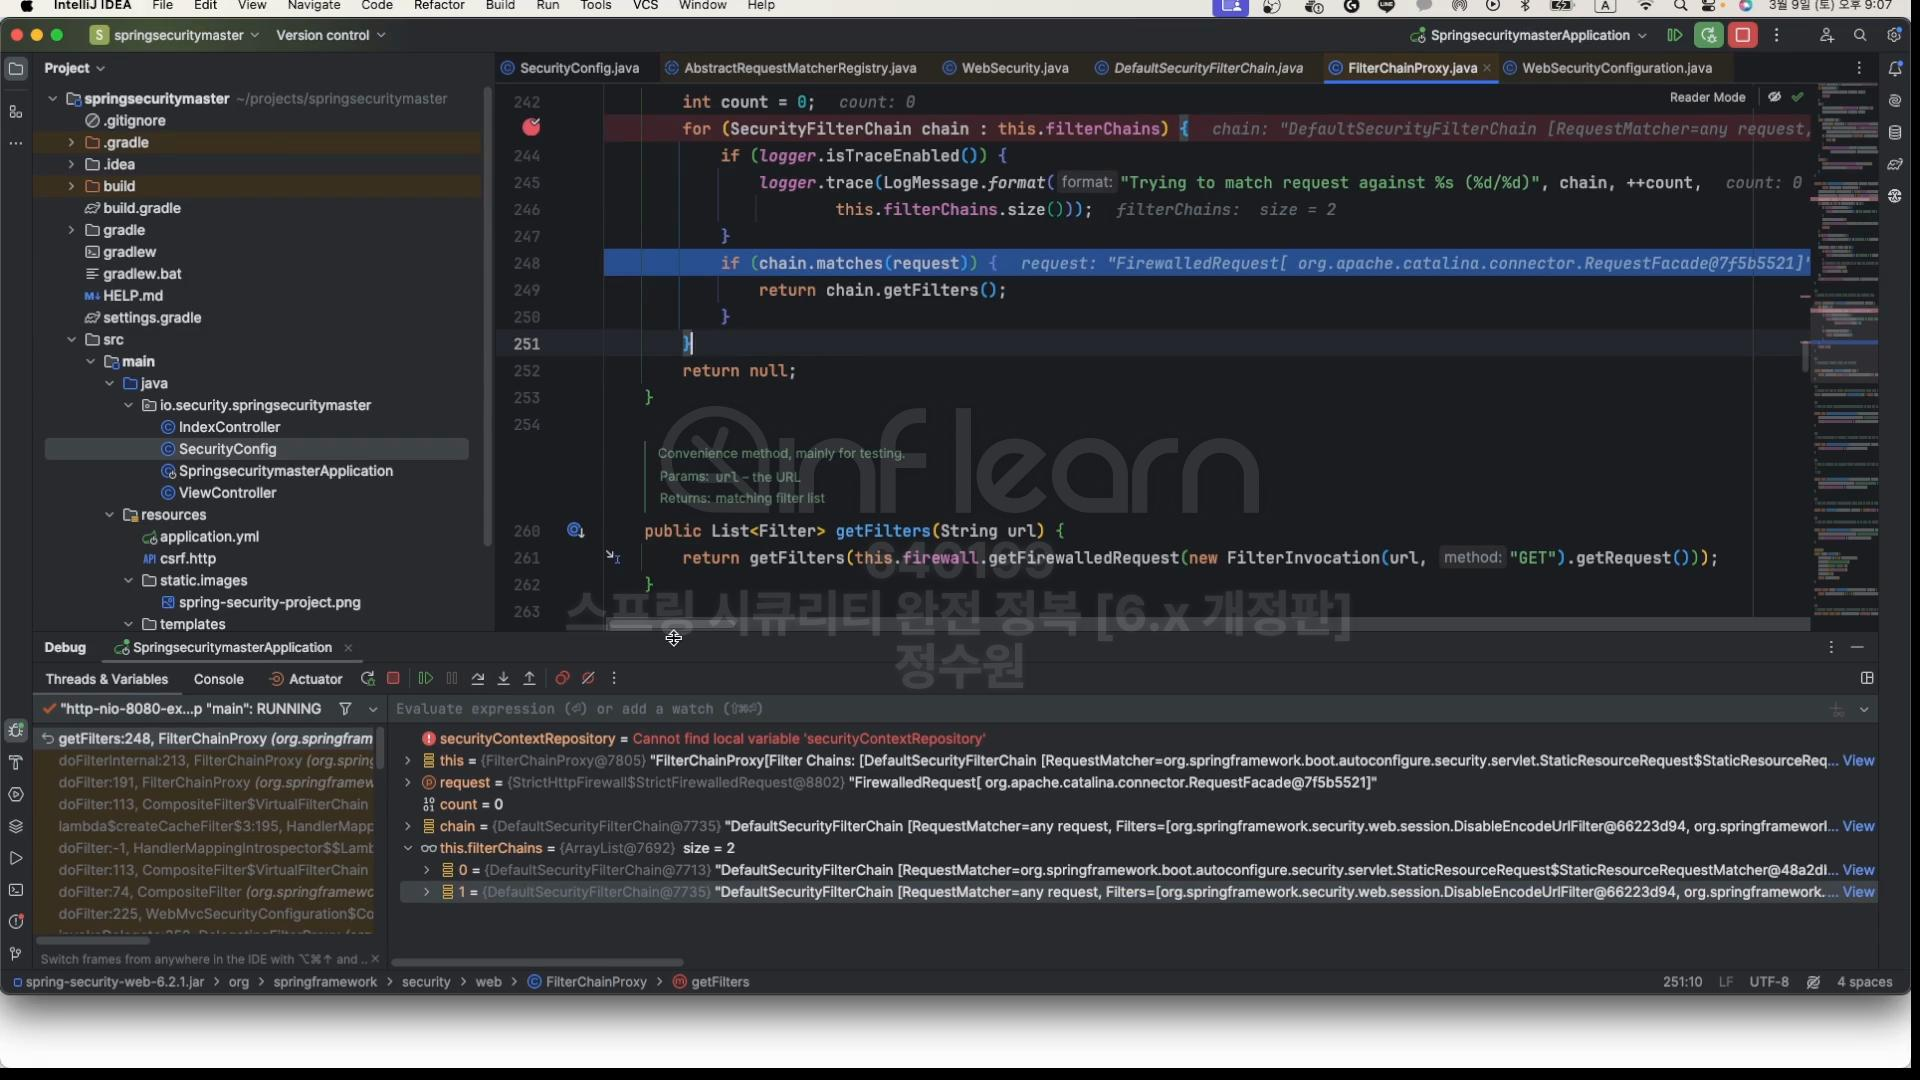 IntelliJ IDEA File Edit View Navigate Code Refactor Build Run Tools VCS Window Help A 3월 9일 (토) 오후 9:07
S springsecuritymaster Version control SpringsecuritymasterApplication
Project
SecurityConfig.java AbstractRequestMatcherRegistry.java WebSecurity.java DefaultSecurityFilterChain.java FilterChainProxy.java WebSecurityConfiguration.java
Reader Mode
springsecuritymaster ~/projects/springsecuritymaster
.gitignore
.gradle
.idea
build
build.gradle
gradle
gradlew
gradlew.bat
HELP.md
settings.gradle
src
main
java
io.security.springsecuritymaster
IndexController
SecurityConfig
SpringsecuritymasterApplication
ViewController
resources
application.yml
API csrf.http
static.images
spring-security-project.png
templates
242 int count = 0; count: 0
for (SecurityFilterChain chain : this.filterChains) { chain: "DefaultSecurityFilterChain [RequestMatcher=any request,
244 if (logger.isTraceEnabled()) {
245 logger.trace(LogMessage.format( format: "Trying to match request against %s (%d/%d)", chain, ++count, count: 0
246 this.filterChains.size())); filterChains: size = 2
247 }
248 if (chain.matches(request)) { request: "FirewalledRequest[ org.apache.catalina.connector.RequestFacade@7f5b5521]"
249 return chain.getFilters();
250 }
251 }
252 return null;
253 }
254
Convenience method, mainly for testing.
Params: url – the URL
Returns: matching filter list
260 public List<Filter> getFilters(String url) {
261 return getFilters(this.firewall.getFirewalledRequest(new FilterInvocation(url, method: "GET").getRequest()));
262 }
263
inflearn
스프링 시큐리티 완전 정복 [6.x 개정판]
정수원
Debug SpringsecuritymasterApplication
Threads & Variables Console Actuator
"http-nio-8080-ex...p "main": RUNNING
Evaluate expression (⏎) or add a watch (⇧⌘⏎)
getFilters:248, FilterChainProxy (org.springfram
doFilterInternal:213, FilterChainProxy (org.spring
doFilter:191, FilterChainProxy (org.springframew
doFilter:113, CompositeFilter$VirtualFilterChain
lambda$createCacheFilter$3:195, HandlerMapp
doFilter:-1, HandlerMappingIntrospector$$Lamb
doFilter:113, CompositeFilter$VirtualFilterChain
doFilter:74, CompositeFilter (org.springframewo
doFilter:225, WebMvcSecurityConfiguration$Co
Switch frames from anywhere in the IDE with ⌥⌘↑ and ..
securityContextRepository = Cannot find local variable 'securityContextRepository'
this = {FilterChainProxy@7805} "FilterChainProxy[Filter Chains: [DefaultSecurityFilterChain [RequestMatcher=org.springframework.boot.autoconfigure.security.servlet.StaticResourceRequest$StaticResourceReq... View
request = {StrictHttpFirewall$StrictFirewalledRequest@8802} "FirewalledRequest[ org.apache.catalina.connector.RequestFacade@7f5b5521]"
count = 0
chain = {DefaultSecurityFilterChain@7735} "DefaultSecurityFilterChain [RequestMatcher=any request, Filters=[org.springframework.security.web.session.DisableEncodeUrlFilter@66223d94, org.springframework... View
this.filterChains = {ArrayList@7692} size = 2
0 = {DefaultSecurityFilterChain@7713} "DefaultSecurityFilterChain [RequestMatcher=org.springframework.boot.autoconfigure.security.servlet.StaticResourceRequest$StaticResourceRequestMatcher@48a2d... View
1 = {DefaultSecurityFilterChain@7735} "DefaultSecurityFilterChain [RequestMatcher=any request, Filters=[org.springframework.security.web.session.DisableEncodeUrlFilter@66223d94, org.springframework.... View
spring-security-web-6.2.1.jar > org > springframework > security > web > FilterChainProxy > getFilters
251:10 LF UTF-8 4 spaces